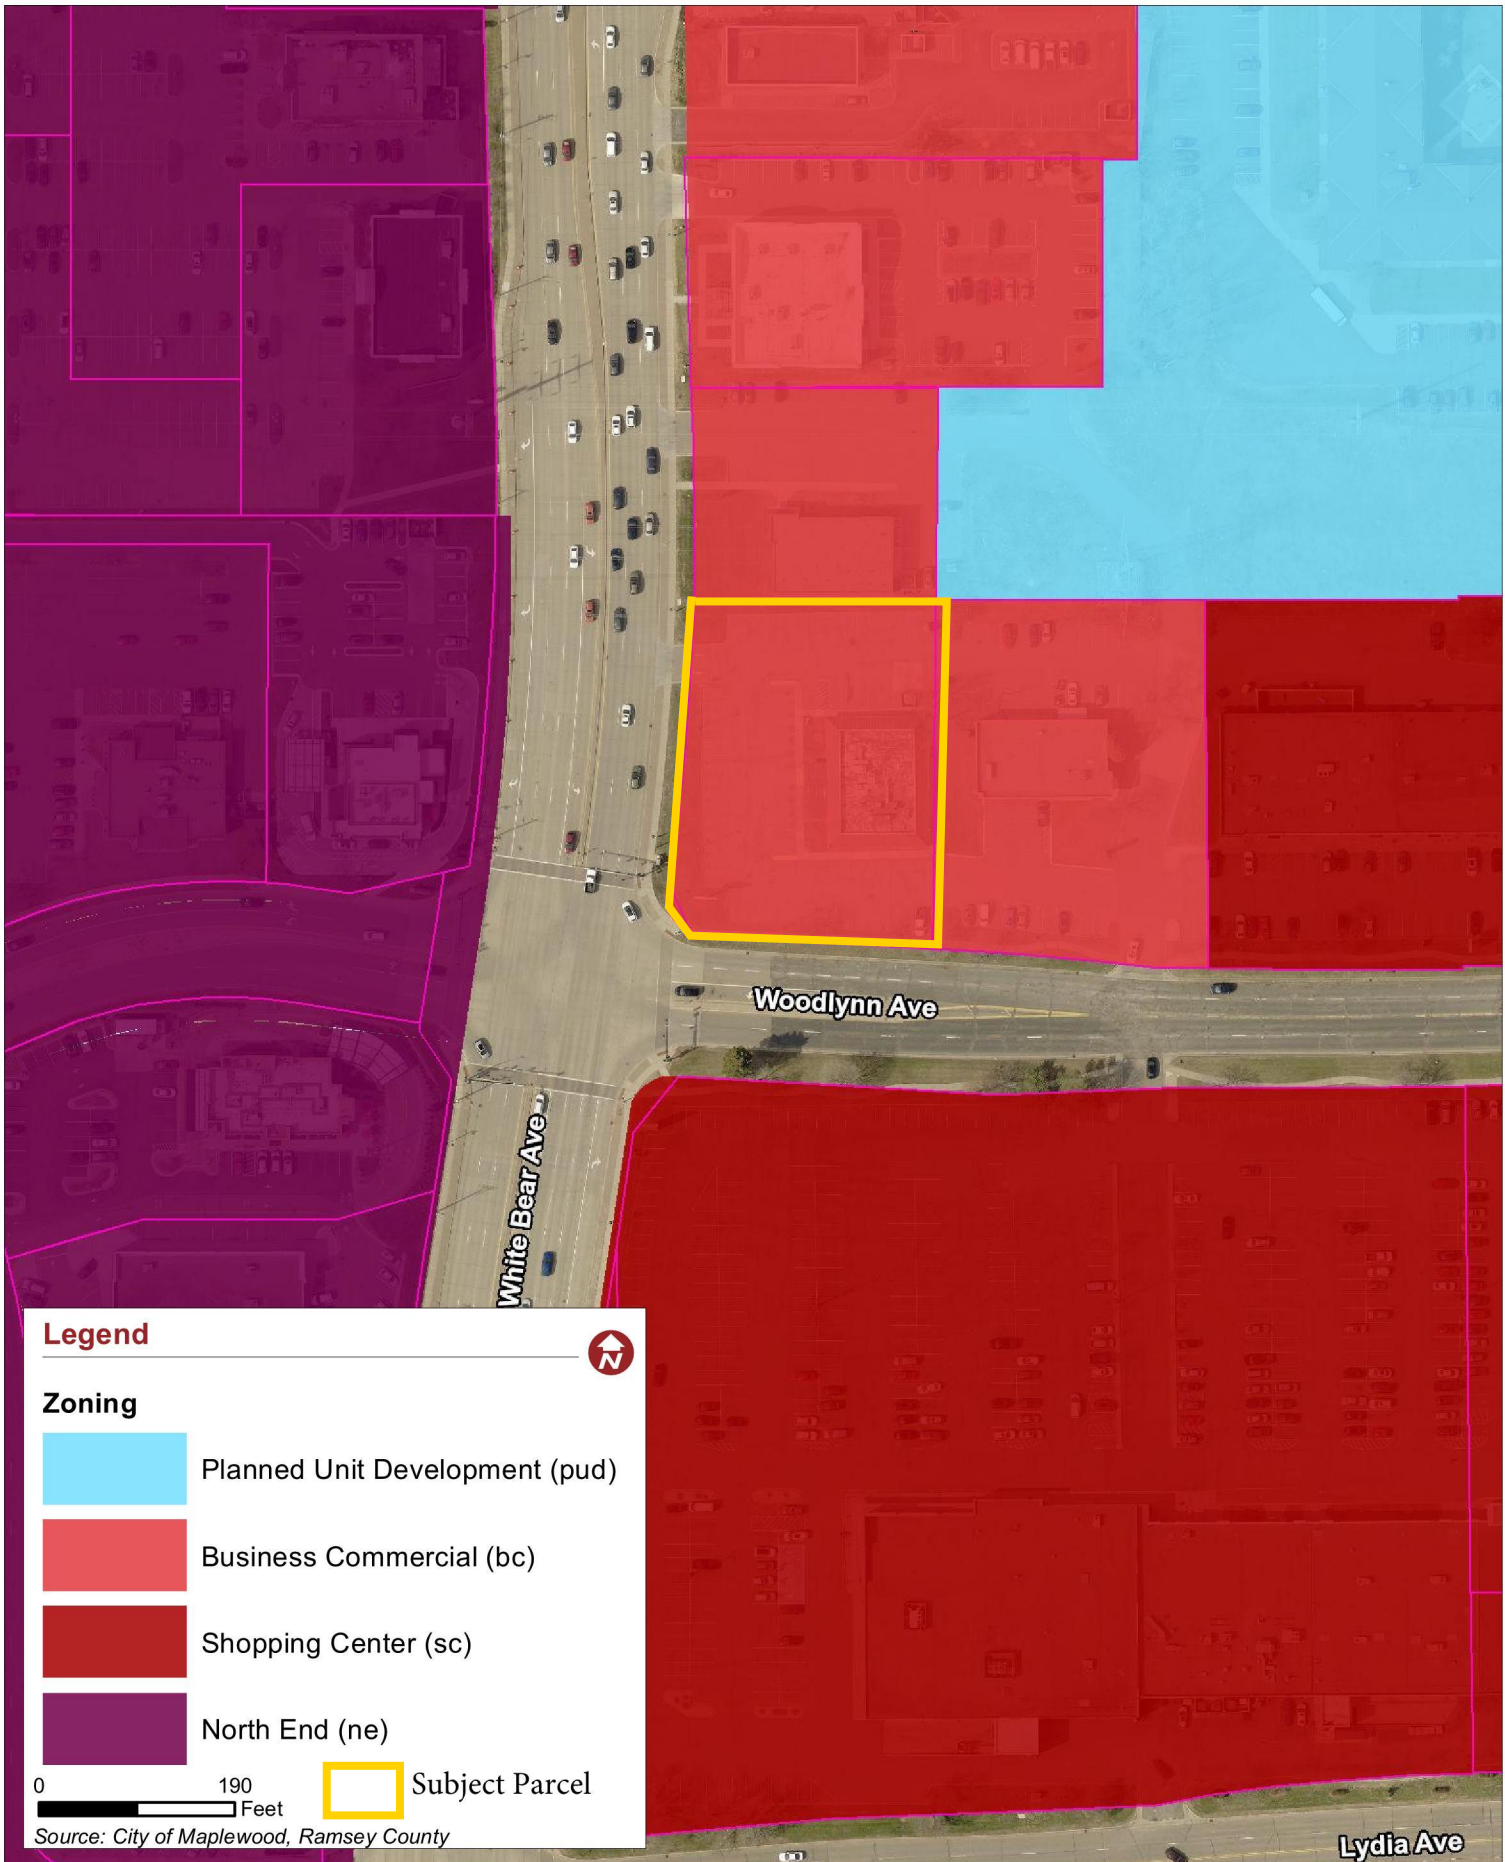 Woodlynn Ave
White Bear Ave
Legend
N
Zoning
Planned Unit Development (pud)
Business Commercial (bc)
Shopping Center (sc)
North End (ne)
0 190
Feet
Subject Parcel
Source: City of Maplewood, Ramsey County
Lydia Ave